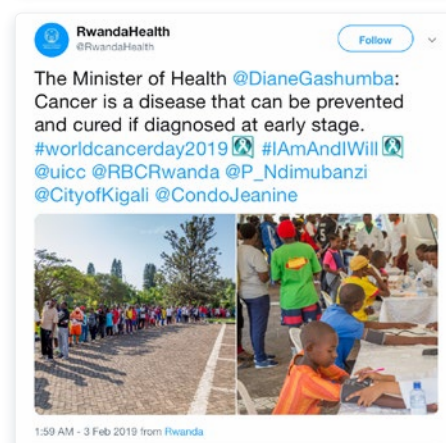 RwandaHealth
@RwandaHealth
Follow
The Minister of Health @DianeGashumba:
Cancer is a disease that can be prevented
and cured if diagnosed at early stage.
#worldcancerday2019 #IAmAndIWill
@uicc @RBCRwanda @P_Ndimubanzi
@CityofKigali @CondoJeanine
1:59 AM - 3 Feb 2019 from Rwanda